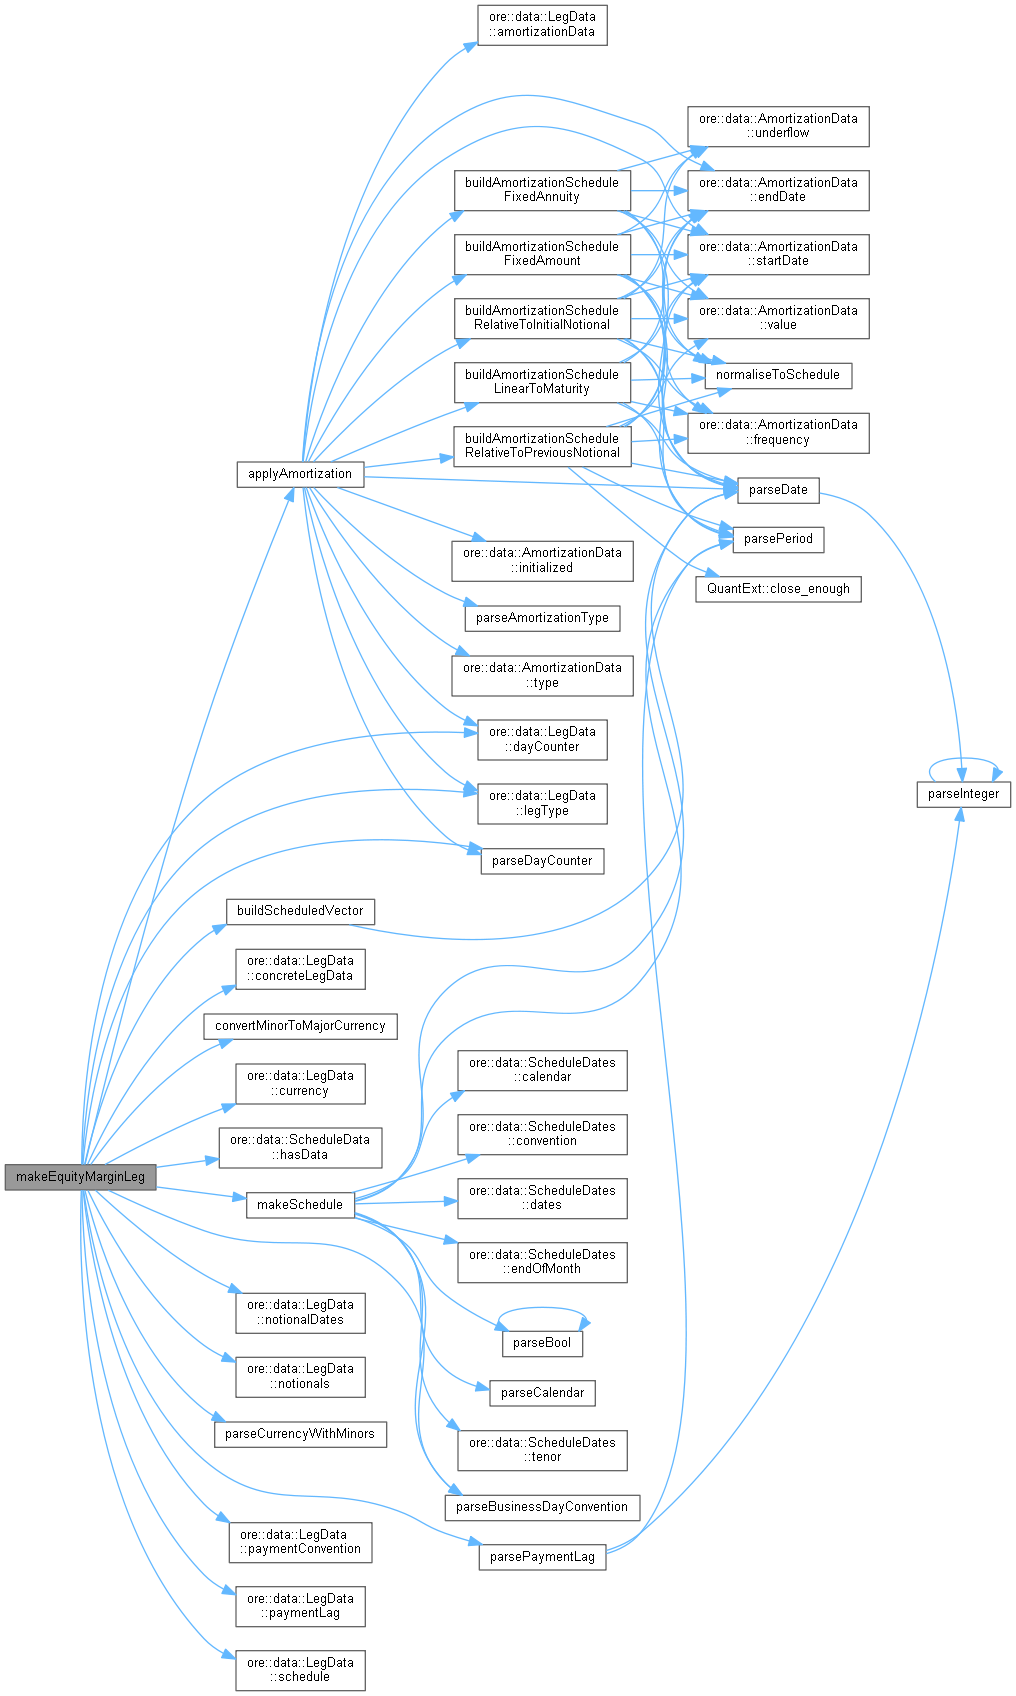 ore::data::LegData
::amortizationData
ore::data::AmortizationData
::underflow
buildAmortizationSchedule
FixedAnnuity
ore::data::AmortizationData
::endDate
buildAmortizationSchedule
FixedAmount
ore::data::AmortizationData
::startDate
buildAmortizationSchedule
RelativeToInitialNotional
ore::data::AmortizationData
::value
buildAmortizationSchedule
LinearToMaturity
normaliseToSchedule
buildAmortizationSchedule
RelativeToPreviousNotional
ore::data::AmortizationData
::frequency
applyAmortization
parseDate
parsePeriod
ore::data::AmortizationData
::initialized
QuantExt::close_enough
parseAmortizationType
ore::data::AmortizationData
::type
ore::data::LegData
::dayCounter
ore::data::LegData
::legType
parseInteger
parseDayCounter
buildScheduledVector
ore::data::LegData
::concreteLegData
convertMinorToMajorCurrency
ore::data::LegData
::currency
ore::data::ScheduleDates
::calendar
ore::data::ScheduleData
::hasData
ore::data::ScheduleDates
::convention
makeEquityMarginLeg
makeSchedule
ore::data::ScheduleDates
::dates
ore::data::ScheduleDates
::endOfMonth
ore::data::LegData
::notionalDates
parseBool
ore::data::LegData
::notionals
parseCalendar
parseCurrencyWithMinors
ore::data::ScheduleDates
::tenor
parseBusinessDayConvention
ore::data::LegData
::paymentConvention
parsePaymentLag
ore::data::LegData
::paymentLag
ore::data::LegData
::schedule